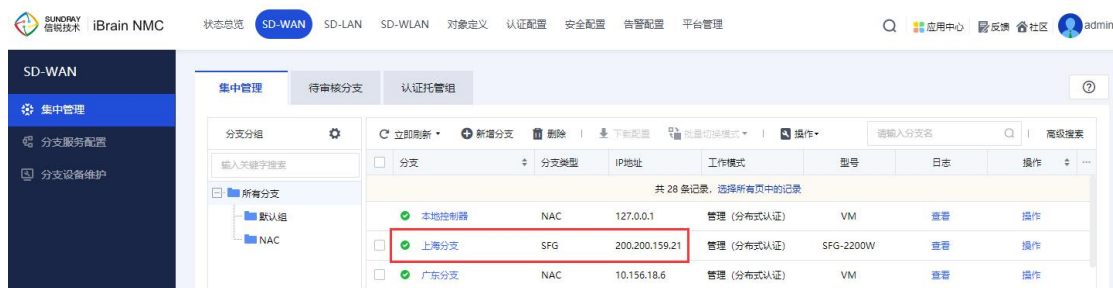 SUNDRAY 信锐技术 iBrain NMC 状态总览 SD-WAN SD-LAN SD-WLAN 对象定义 认证配置 安全配置 告警配置 平台管理 应用中心 反馈 社区 admin
SD-WAN
集中管理
分支服务配置
分支设备维护
集中管理 待审核分支 认证托管组
分支分组
输入关键字搜索
所有分支
默认组
NAC
立即刷新 新增分支 删除 下载配置 批量切换模式 操作 请输入分支名 高级搜索
分支 分支类型 IP地址 工作模式 型号 日志 操作
共 28 条记录, 选择所有页中的记录
本地控制器 NAC 127.0.0.1 管理 (分布式认证) VM 查看 操作
上海分支 SFG 200.200.159.21 管理 (分布式认证) SFG-2200W 查看 操作
广东分支 NAC 10.156.18.6 管理 (分布式认证) VM 查看 操作